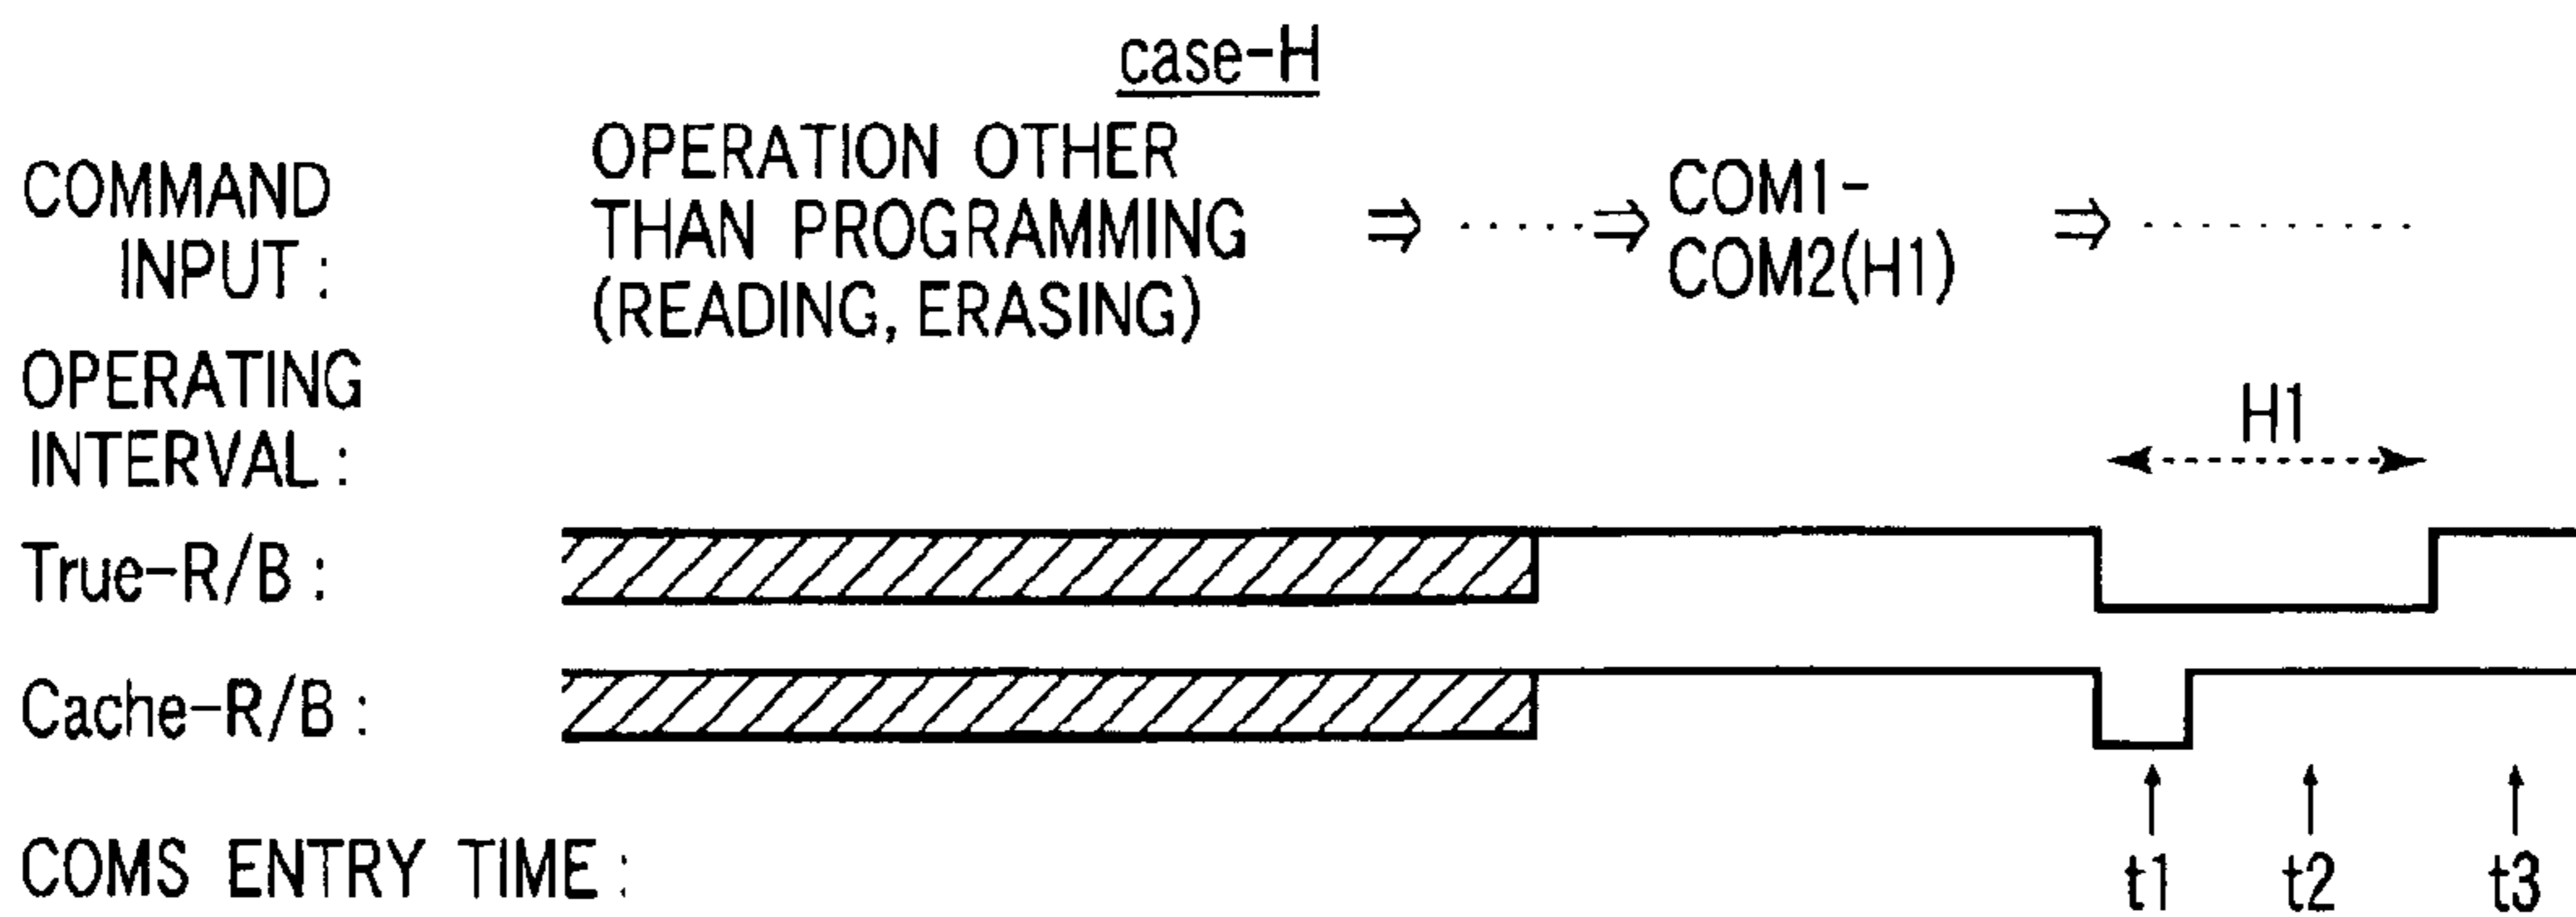 case-H
COMMAND INPUT :
OPERATION OTHER
THAN PROGRAMMING
(READING, ERASING)
⇒ ..... ⇒
COM1-
COM2(H1)
⇒ ..........
OPERATING
INTERVAL :
H1
True-R/B :
Cache-R/B :
COMS ENTRY TIME :
t1 t2 t3